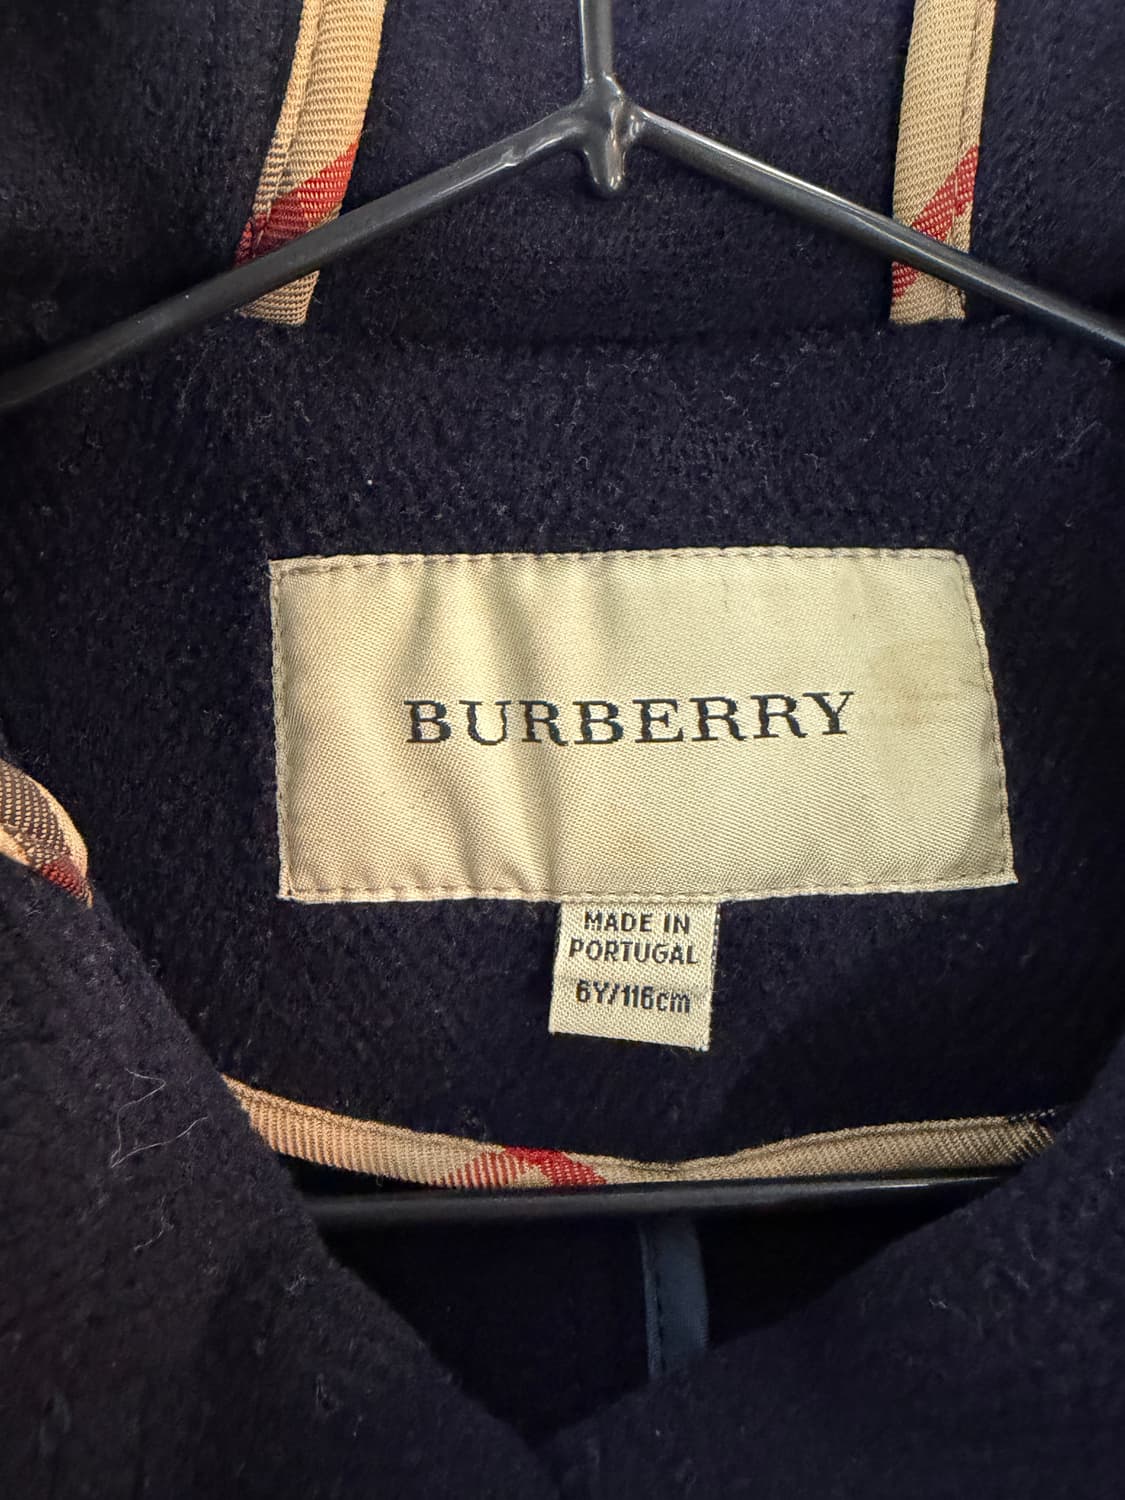 BURBERRY
MADE IN
PORTUGAL
6Y/116cm